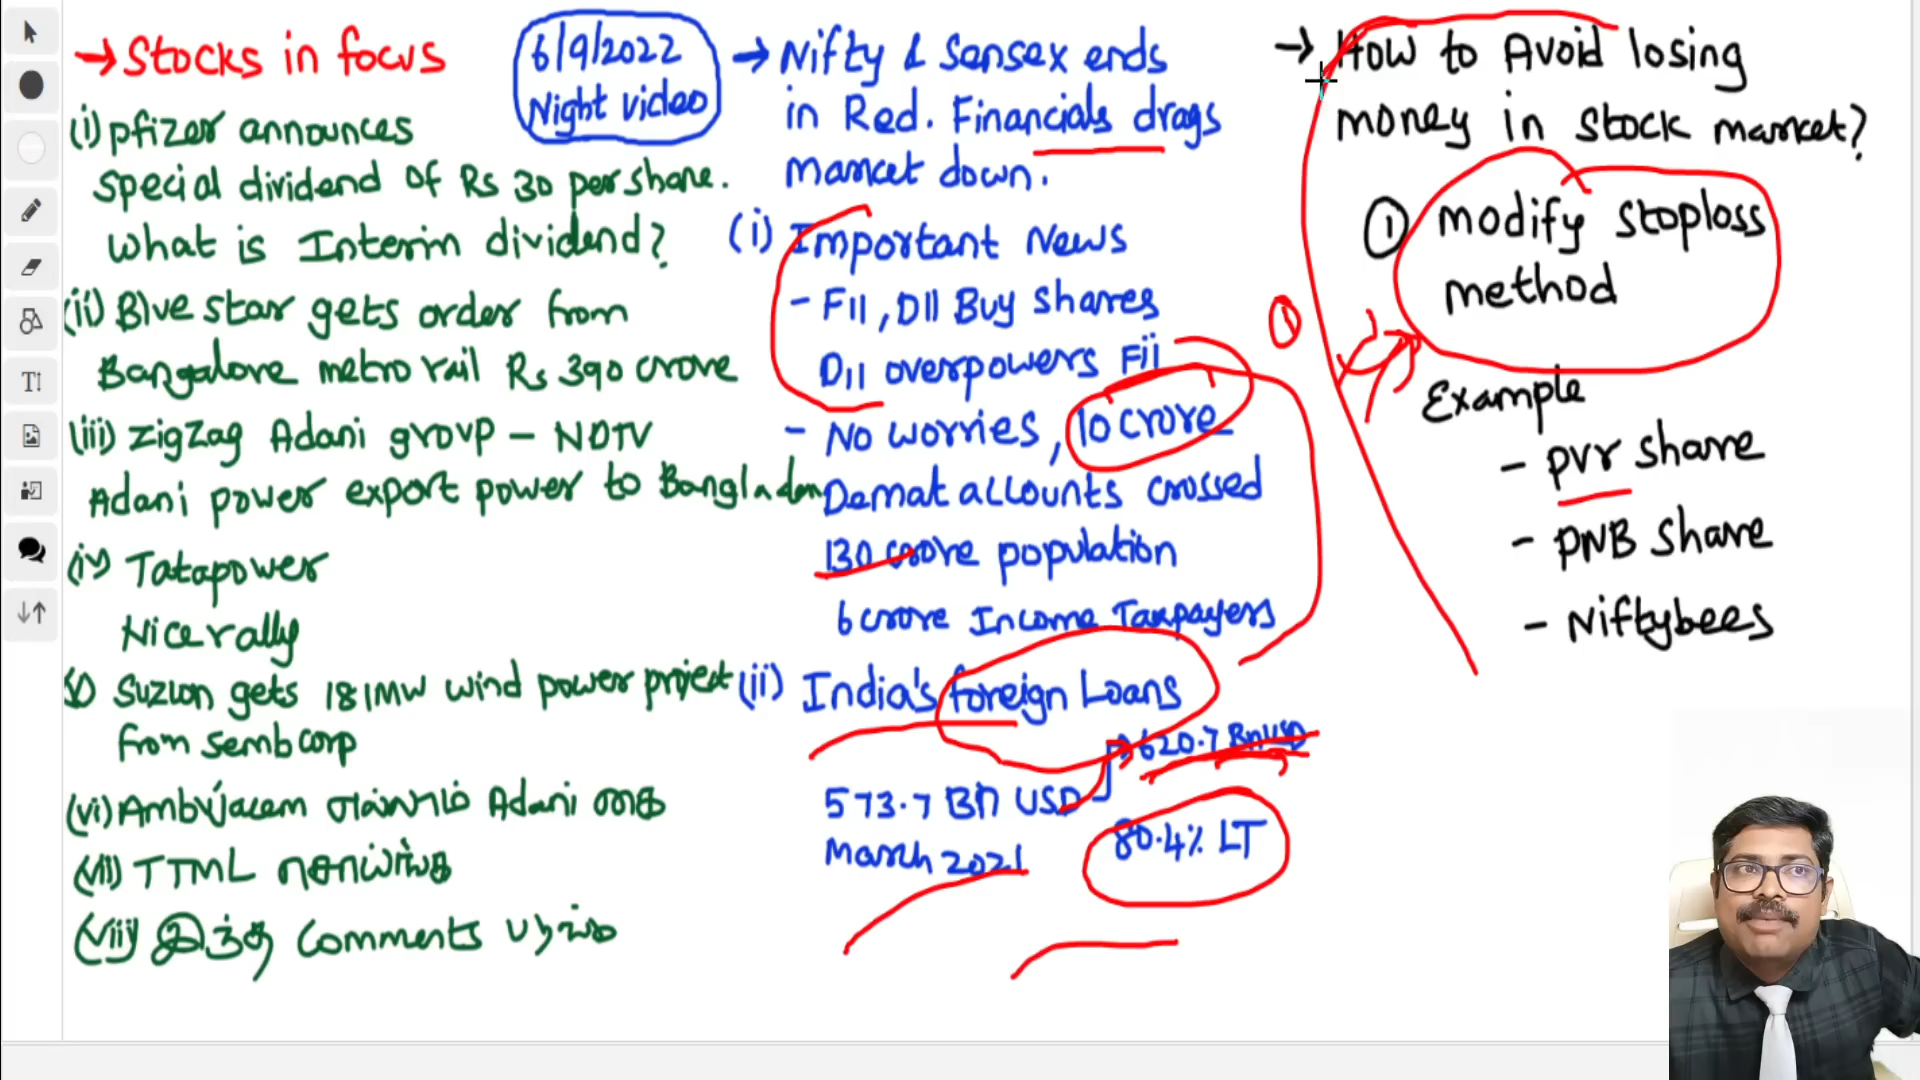 → Stocks in focus
(i) Pfizer announces
special dividend of Rs 30 per share.
What is Interim dividend?
(ii) Blue star gets order from
Bangalore metro rail Rs 390 crore
(iii) zigzag Adani group - NDTV
Adani power export power to
(iv) Tatapower
Nice rally
(v) Suzlon gets 181MW wind power project
from Sembcorp
(vi) Ambujacem Adani
(vii) TTML
(viii) இந்த comments
6/9/2022
Night video
→ Nifty & Sensex ends
in Red. Financials drags
market down.
(i) Important News
- FII, DII Buy shares
DII overpowers Fii
- No worries, 10 crore
Demat accounts crossed
130 crore population
6 crore Income Taxpayers
(ii) India's foreign Loans
→ 620.7 Bn USD
573.7 Bn USD
March 2021
80.4% LT
→ How to Avoid losing
money in stock market?
① modify stoploss
method
①
Example
- pvr share
- PNB share
- Niftybees